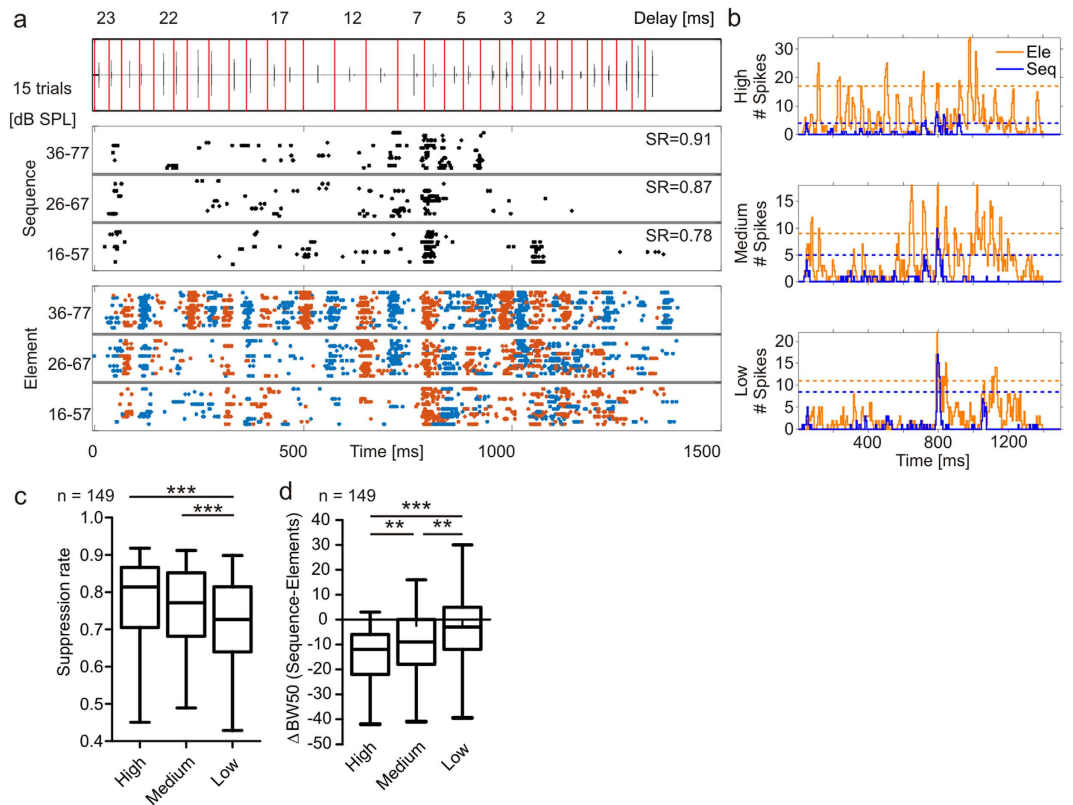 a
23 22 17 12 7 5 3 2 Delay [ms]
15 trials
[dB SPL]
Sequence
36-77
SR=0.91
26-67
SR=0.87
16-57
SR=0.78
Element
36-77
26-67
16-57
0 500 1000 1500
Time [ms]
b
High
# Spikes
30
20
10
0
Ele
Seq
Medium
# Spikes
15
10
5
0
Low
# Spikes
20
15
10
5
0
400 800 1200
Time [ms]
c
n = 149
***
***
Suppression rate
1.0
0.9
0.8
0.7
0.6
0.5
0.4
High Medium Low
d
n = 149
***
** **
Δ BW50 (Sequence-Elements)
40
30
20
10
0
-10
-20
-30
-40
-50
High Medium Low